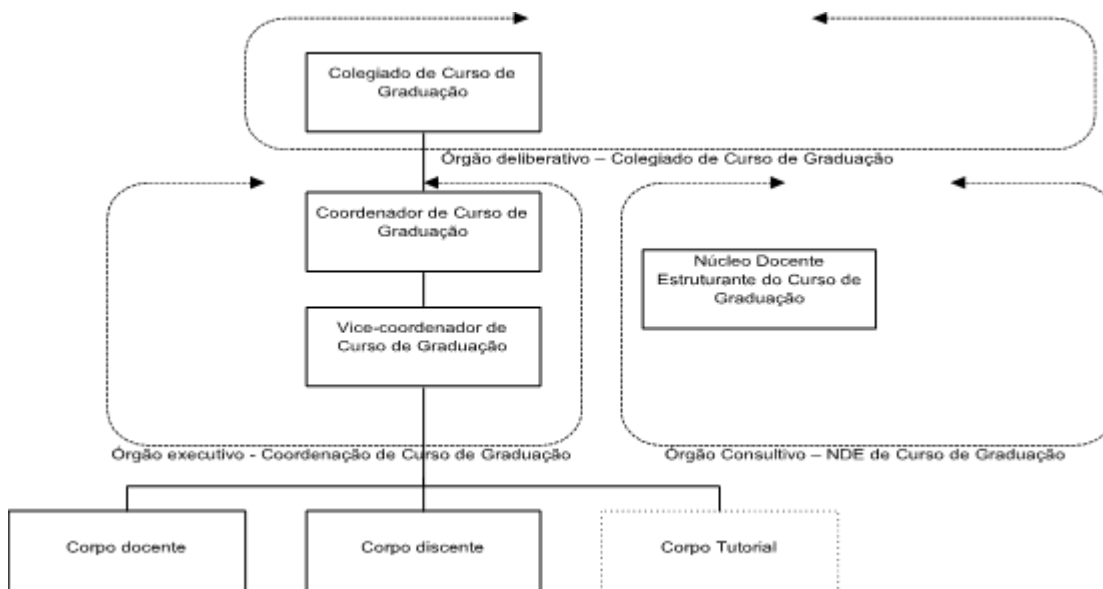 Colegiado de Curso de
Graduação
Órgão deliberativo – Colegiado de Curso de Graduação
Coordenador de Curso de
Graduação
Núcleo Docente
Estruturante do Curso de
Graduação
Vice-coordenador de
Curso de Graduação
Órgão executivo - Coordenação de Curso de Graduação
Órgão Consultivo – NDE de Curso de Graduação
Corpo docente
Corpo discente
Corpo Tutorial